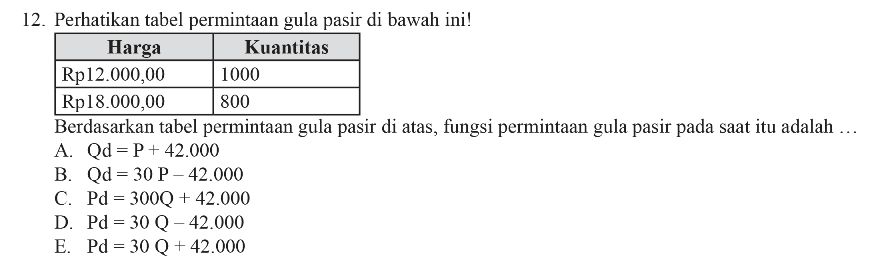 12. Perhatikan tabel permintaan gula pasir di bawah ini!
Harga Kuantitas
Rp12.000,00 1000
Rp18.000,00 800
Berdasarkan tabel permintaan gula pasir di atas, fungsi permintaan gula pasir pada saat itu adalah …
A. Qd = P + 42.000
B. Qd = 30 P – 42.000
C. Pd = 300Q + 42.000
D. Pd = 30 Q – 42.000
E. Pd = 30 Q + 42.000